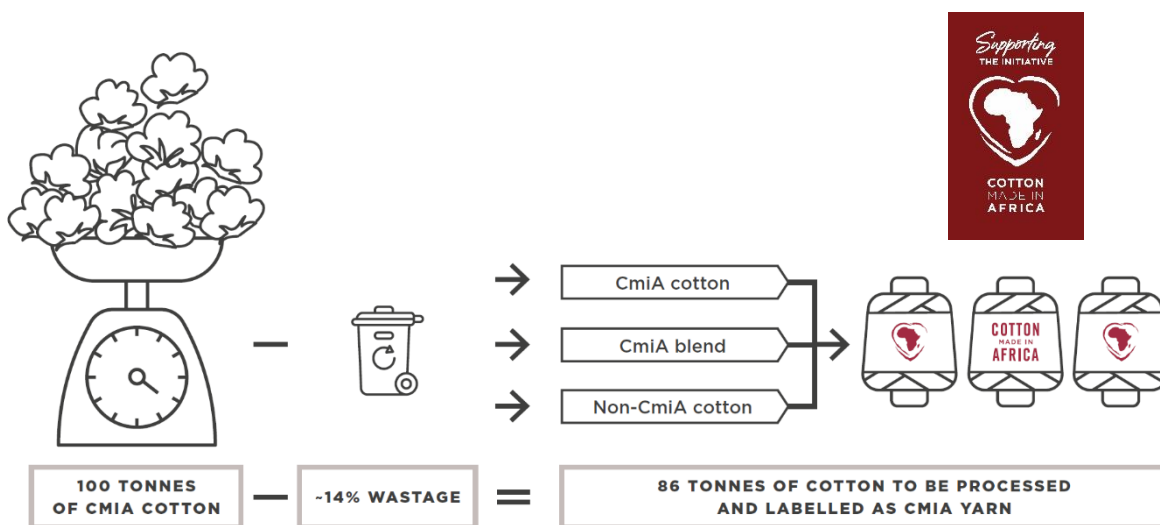 Supporting
THE INITIATIVE
COTTON
MADE IN
AFRICA
CmiA cotton
CmiA blend
Non-CmiA cotton
COTTON
MADE IN
AFRICA
100 TONNES
OF CMIA COTTON
~14% WASTAGE
86 TONNES OF COTTON TO BE PROCESSED
AND LABELLED AS CMIA YARN